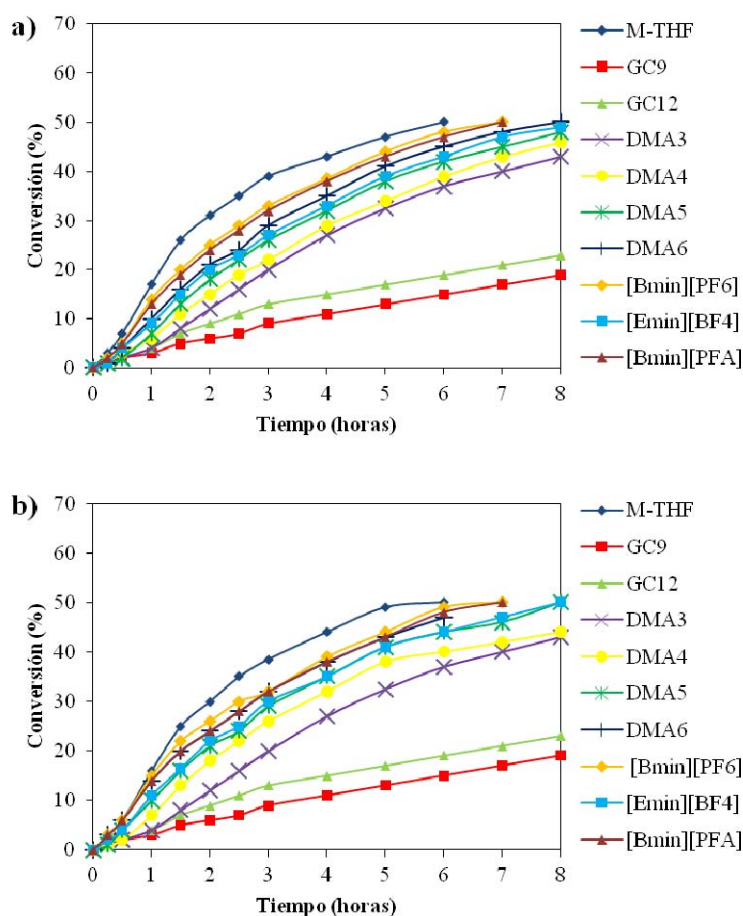 a)
70
60
50
40
30
20
10
0
Conversión (%)
0 1 2 3 4 5 6 7 8
Tiempo (horas)
M-THF
GC9
GC12
DMA3
DMA4
DMA5
DMA6
[Bmin][PF6]
[Emin][BF4]
[Bmin][PFA]
b)
70
60
50
40
30
20
10
0
Conversión (%)
0 1 2 3 4 5 6 7 8
Tiempo (horas)
M-THF
GC9
GC12
DMA3
DMA4
DMA5
DMA6
[Bmin][PF6]
[Emin][BF4]
[Bmin][PFA]